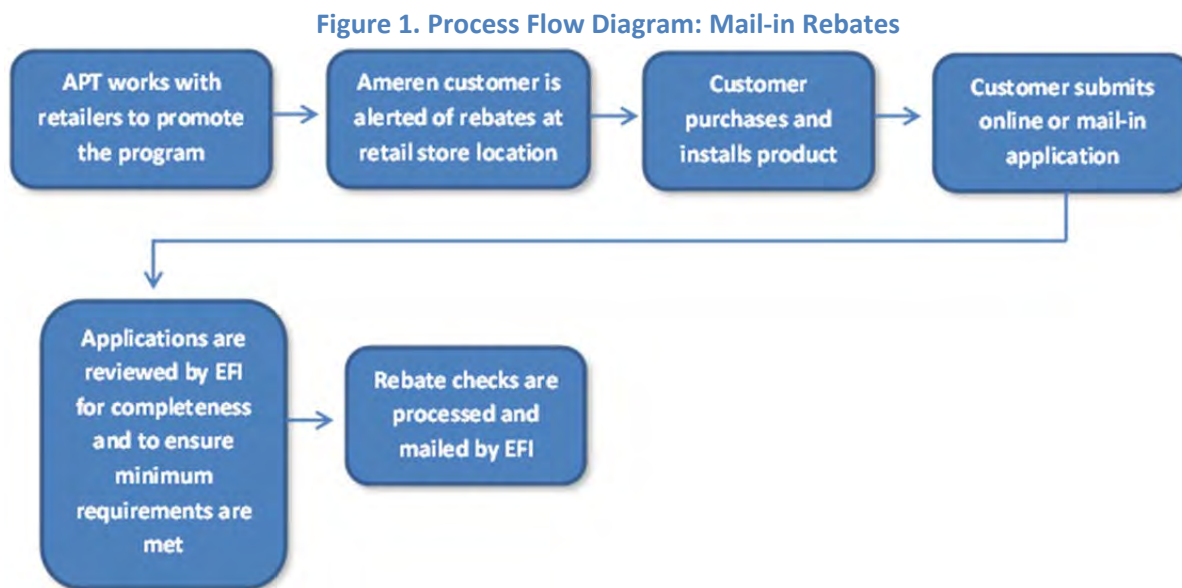 Figure 1. Process Flow Diagram: Mail-in Rebates
APT works with
retailers to promote
the program
Ameren customer is
alerted of rebates at
retail store location
Customer
purchases and
installs product
Customer submits
online or mail-in
application
Applications are
reviewed by EFI
for completeness
and to ensure
minimum
requirements are
met
Rebate checks are
processed and
mailed by EFI